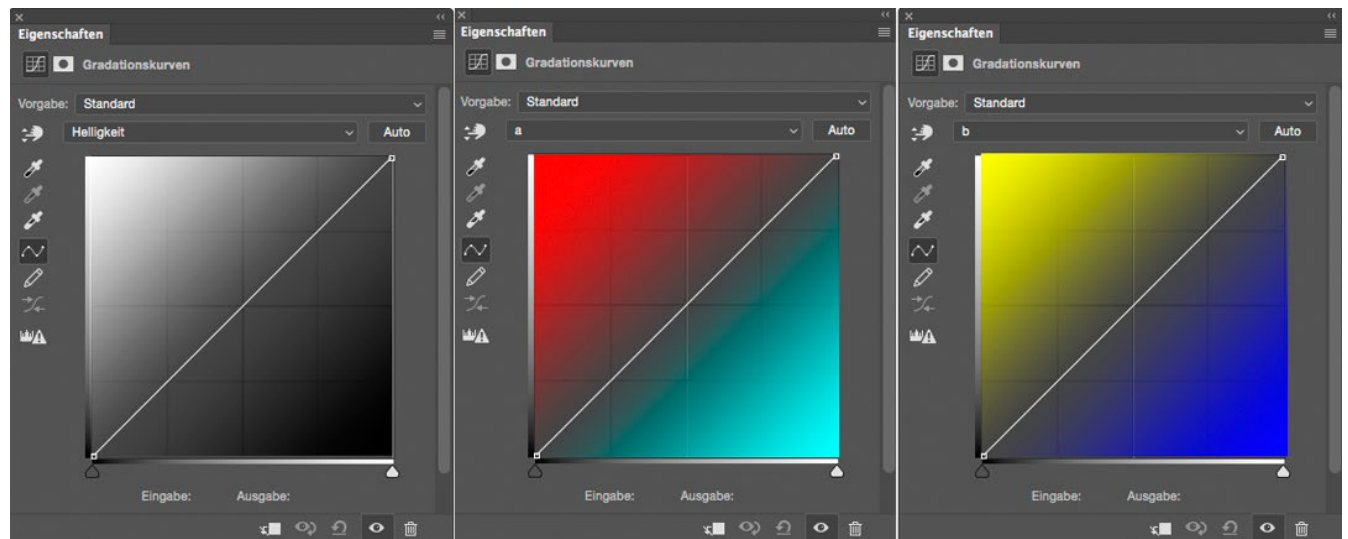 Eigenschaften
Gradationskurven
Vorgabe: Standard
Helligkeit Auto
Eingabe: Ausgabe:
Eigenschaften
Gradationskurven
Vorgabe: Standard
a Auto
Eingabe: Ausgabe:
Eigenschaften
Gradationskurven
Vorgabe: Standard
b Auto
Eingabe: Ausgabe: